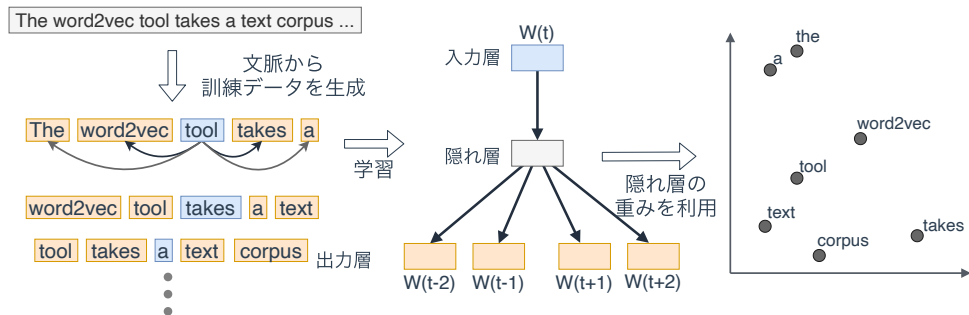 The word2vec tool takes a text corpus ...
文脈から
訓練データを生成
The word2vec tool takes a
word2vec tool takes a text
tool takes a text corpus
学習
W(t)
入力層
隠れ層
出力層
W(t-2) W(t-1) W(t+1) W(t+2)
隠れ層の
重みを利用
the
a
word2vec
tool
text
takes
corpus